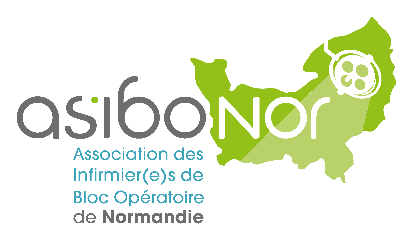 asiboNor
Association des
Infirmier(e)s de
Bloc Opératoire
de Normandie